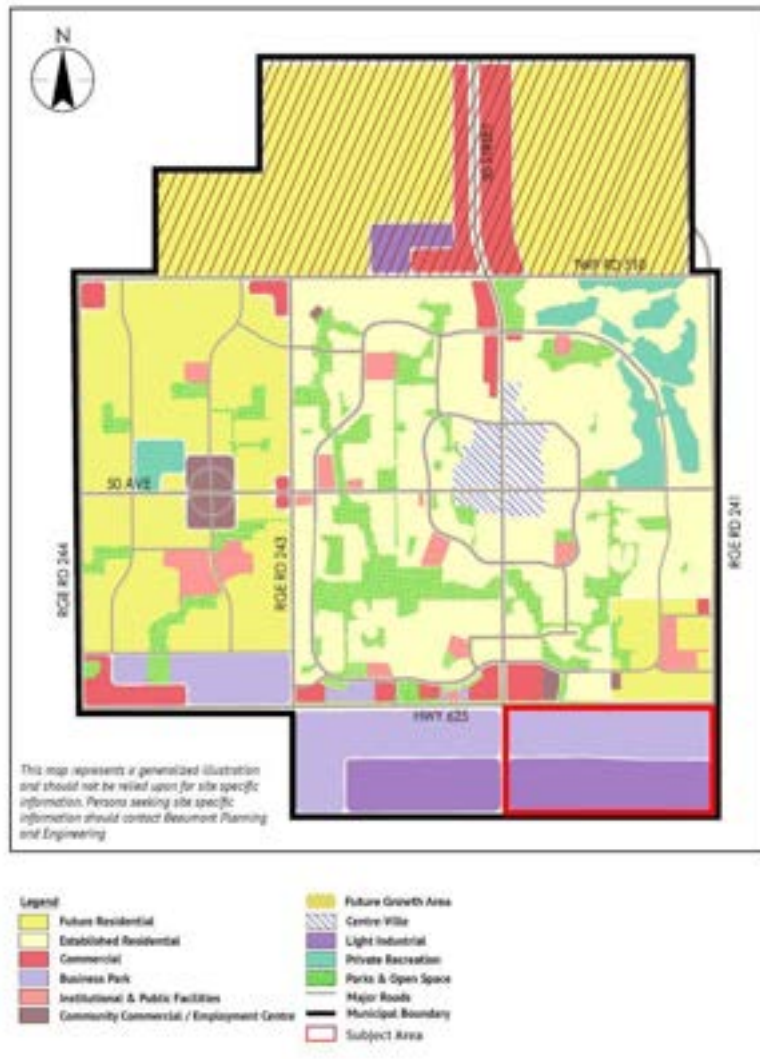 N
50 STREET
TWP RD 510
50 AVE
RGE RD 244
RGE RD 243
RGE RD 241
HWY 625
This map represents a generalized illustration
and should not be relied upon for site specific
information. Persons seeking site specific
information should contact Beaumont Planning
and Engineering
Legend
Future Residential
Established Residential
Commercial
Business Park
Institutional & Public Facilities
Community Commercial / Employment Centre
Future Growth Area
Centre-Ville
Light Industrial
Private Recreation
Parks & Open Space
Major Roads
Municipal Boundary
Subject Area